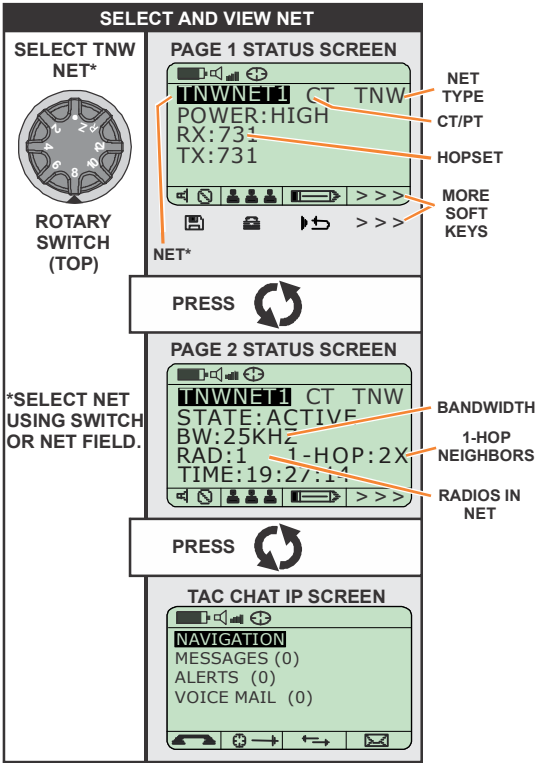 SELECT AND VIEW NET
SELECT TNW
NET*
ROTARY
SWITCH
(TOP)
*SELECT NET
USING SWITCH
OR NET FIELD.
PAGE 1 STATUS SCREEN
TNWNET1 CT TNW
POWER:HIGH
RX:731
TX:731
> > >
> > >
NET*
NET
TYPE
CT/PT
HOPSET
MORE
SOFT
KEYS
PRESS
PAGE 2 STATUS SCREEN
TNWNET1 CT TNW
STATE:ACTIVE
BW:25KHZ
RAD:1 1-HOP:2X
TIME:19:27:14
> > >
BANDWIDTH
1-HOP
NEIGHBORS
RADIOS IN
NET
PRESS
TAC CHAT IP SCREEN
NAVIGATION
MESSAGES (0)
ALERTS (0)
VOICE MAIL (0)